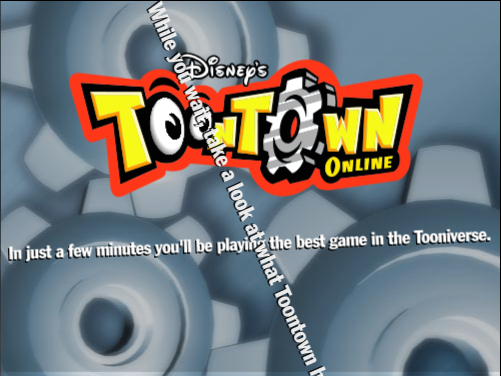 While you wait, take a look at what Toontown h
Disney's
TOONTOWN
ONLINE
In just a few minutes you'll be playing the best game in the Tooniverse.